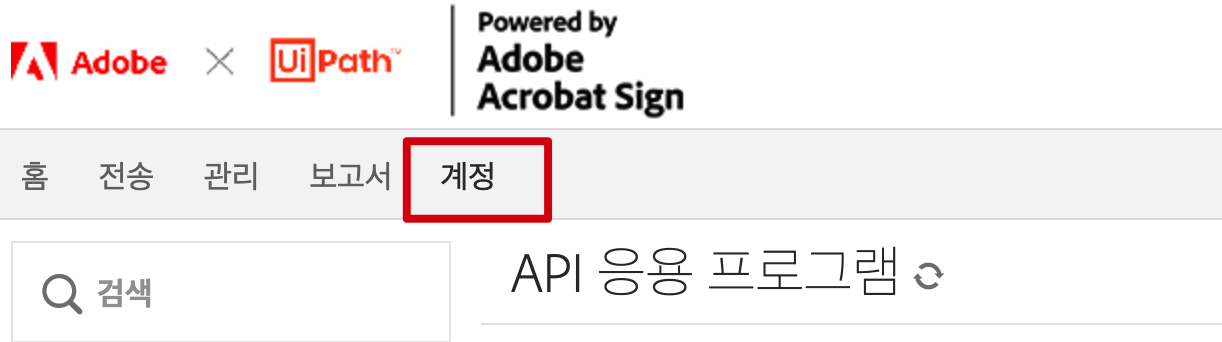 Adobe × UiPath™
Powered by
Adobe
Acrobat Sign
홈 전송 관리 보고서 계정
검색
API 응용 프로그램